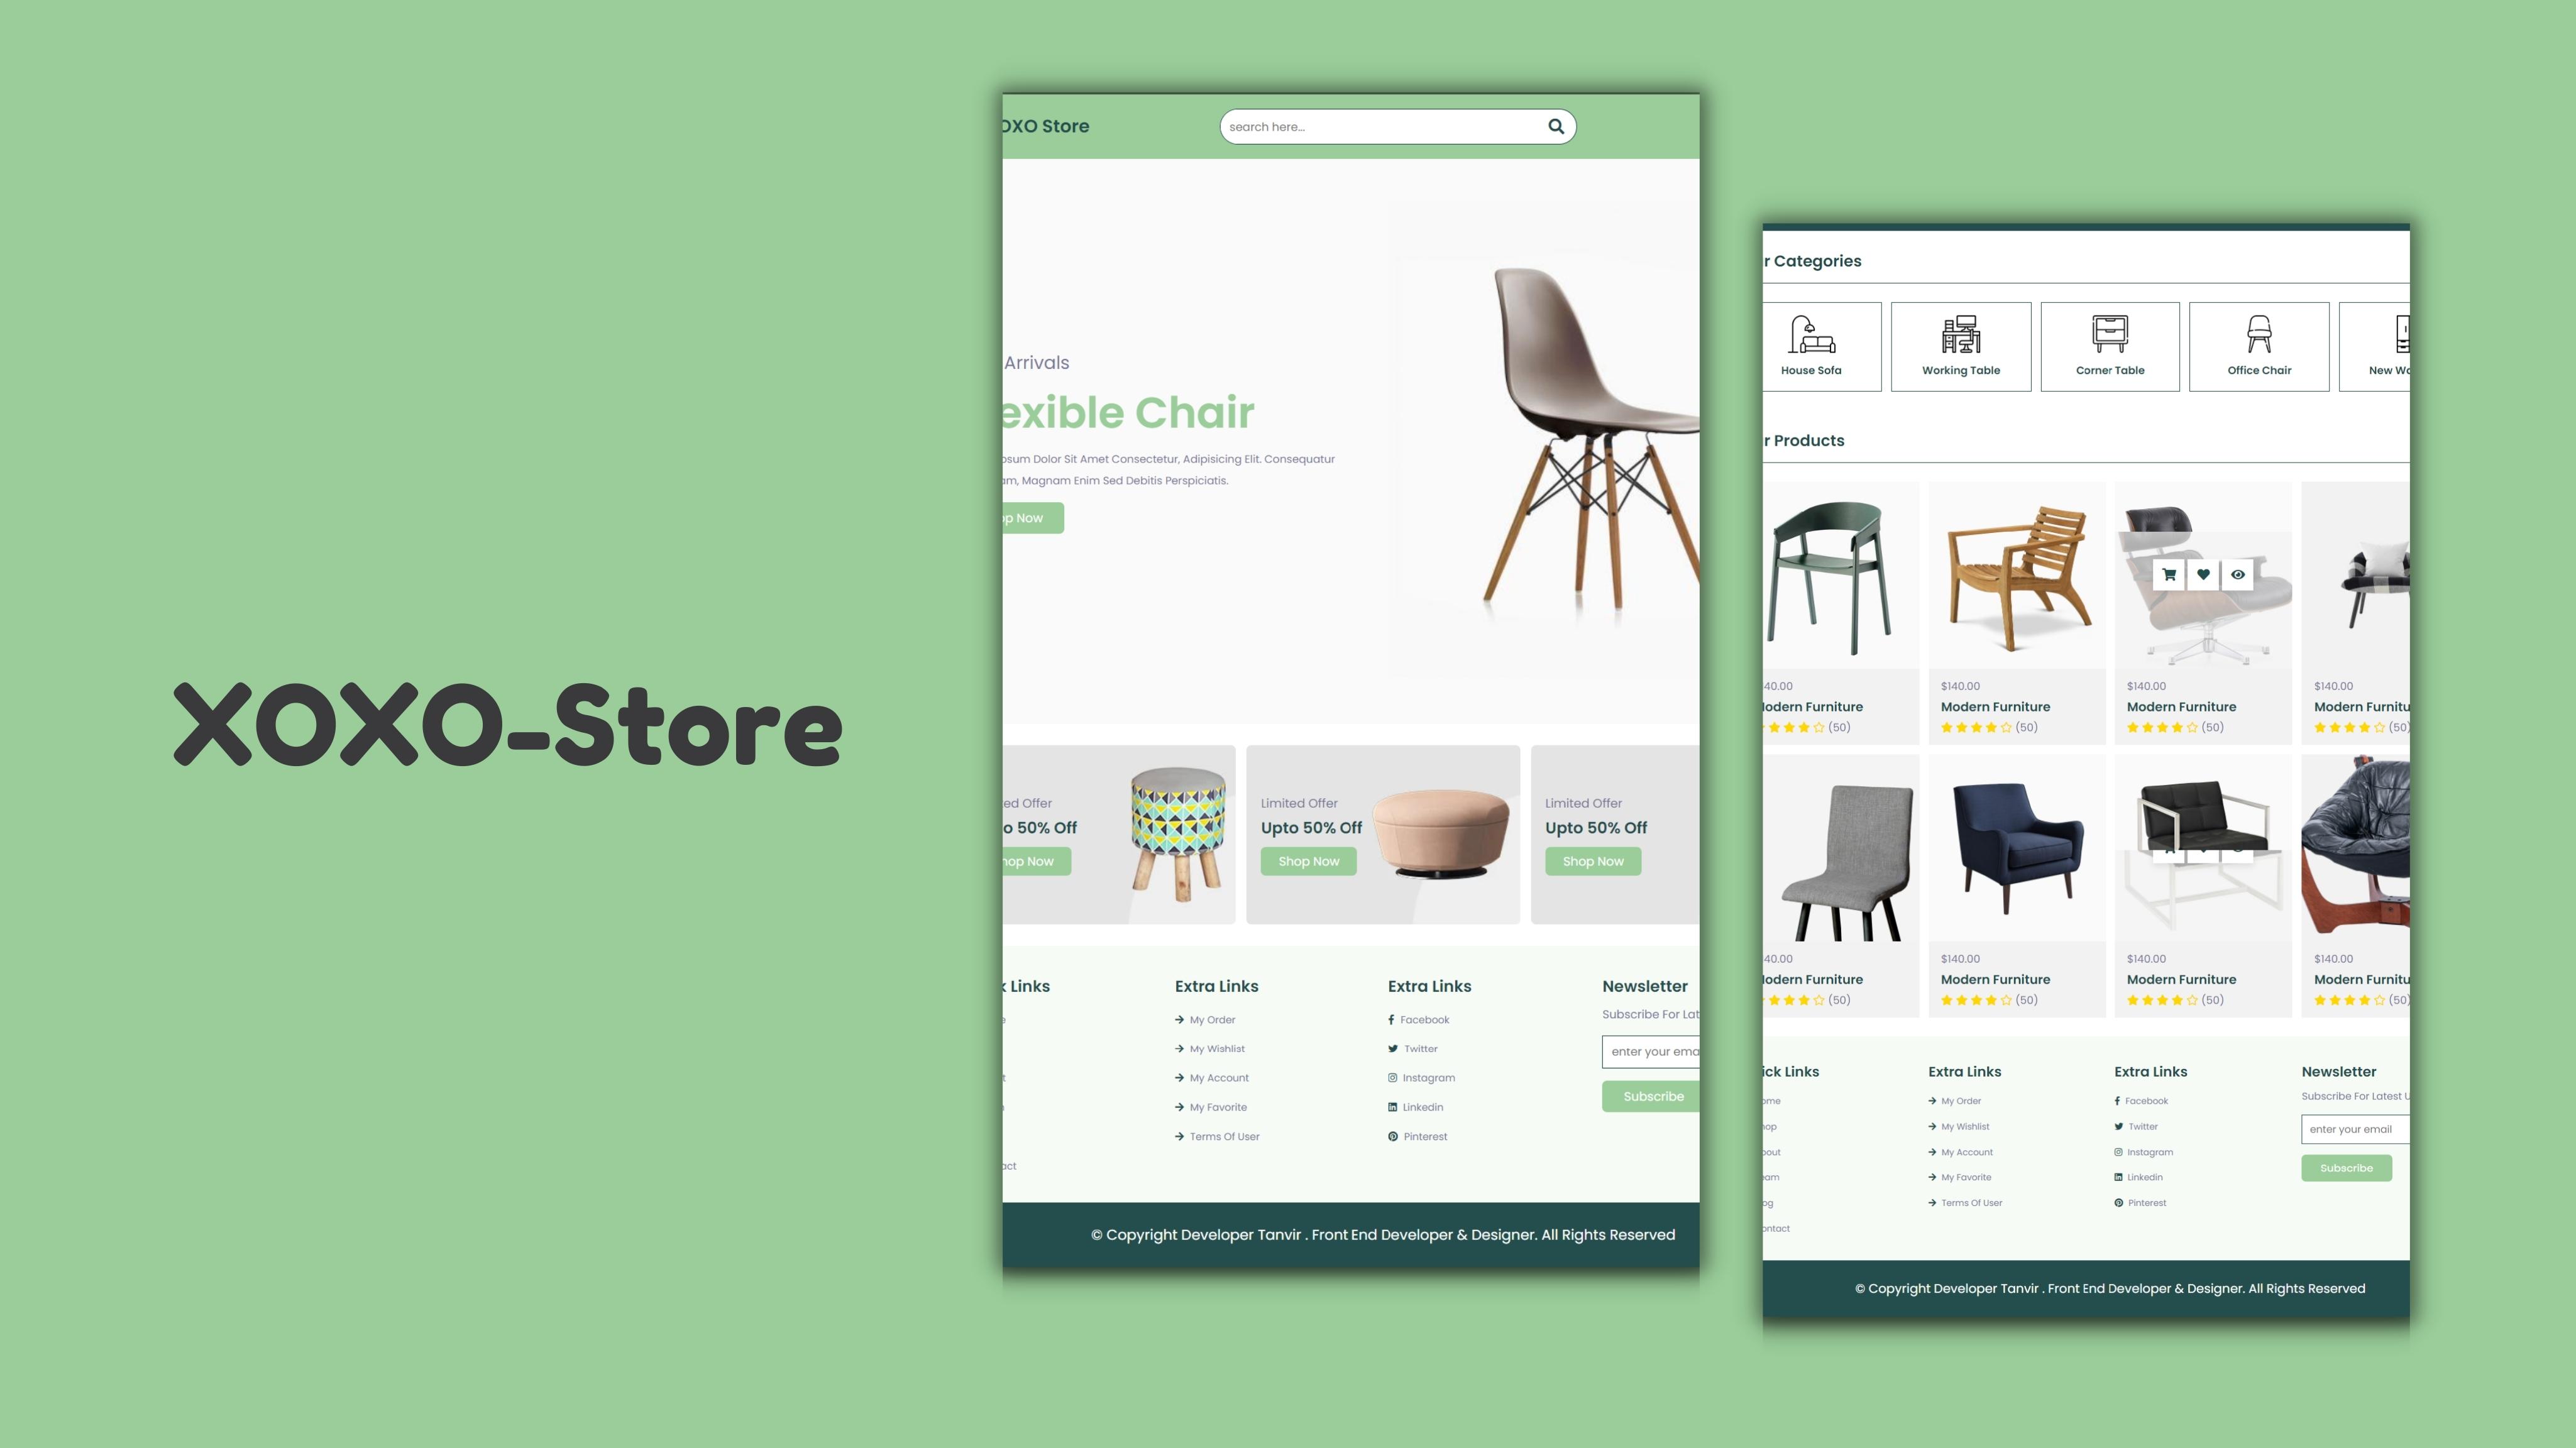 XOXO-Store
OXO Store
search here...
Arrivals
exible Chair
osum Dolor Sit Amet Consectetur, Adipisicing Elit. Consequatur
am, Magnam Enim Sed Debitis Perspiciatis.
op Now
ed Offer
o 50% Off
hop Now
Limited Offer
Upto 50% Off
Shop Now
Limited Offer
Upto 50% Off
Shop Now
k Links
e
t
act
Extra Links
My Order
My Wishlist
My Account
My Favorite
Terms Of User
Extra Links
Facebook
Twitter
Instagram
Linkedin
Pinterest
Newsletter
Subscribe For Lat
enter your ema
Subscribe
© Copyright Developer Tanvir . Front End Developer & Designer. All Rights Reserved
r Categories
House Sofa
Working Table
Corner Table
Office Chair
New Wa
r Products
40.00
odern Furniture
(50)
$140.00
Modern Furniture
(50)
$140.00
Modern Furniture
(50)
$140.00
Modern Furnitu
(50)
40.00
odern Furniture
(50)
$140.00
Modern Furniture
(50)
$140.00
Modern Furniture
(50)
$140.00
Modern Furnitu
(50)
ick Links
ome
hop
bout
eam
og
ontact
Extra Links
My Order
My Wishlist
My Account
My Favorite
Terms Of User
Extra Links
Facebook
Twitter
Instagram
Linkedin
Pinterest
Newsletter
Subscribe For Latest U
enter your email
Subscribe
© Copyright Developer Tanvir . Front End Developer & Designer. All Rights Reserved